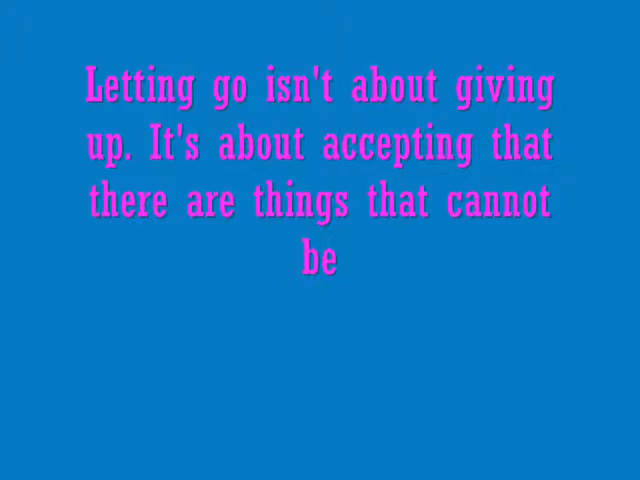 Letting go isn't about giving
up. It's about accepting that
there are things that cannot
be